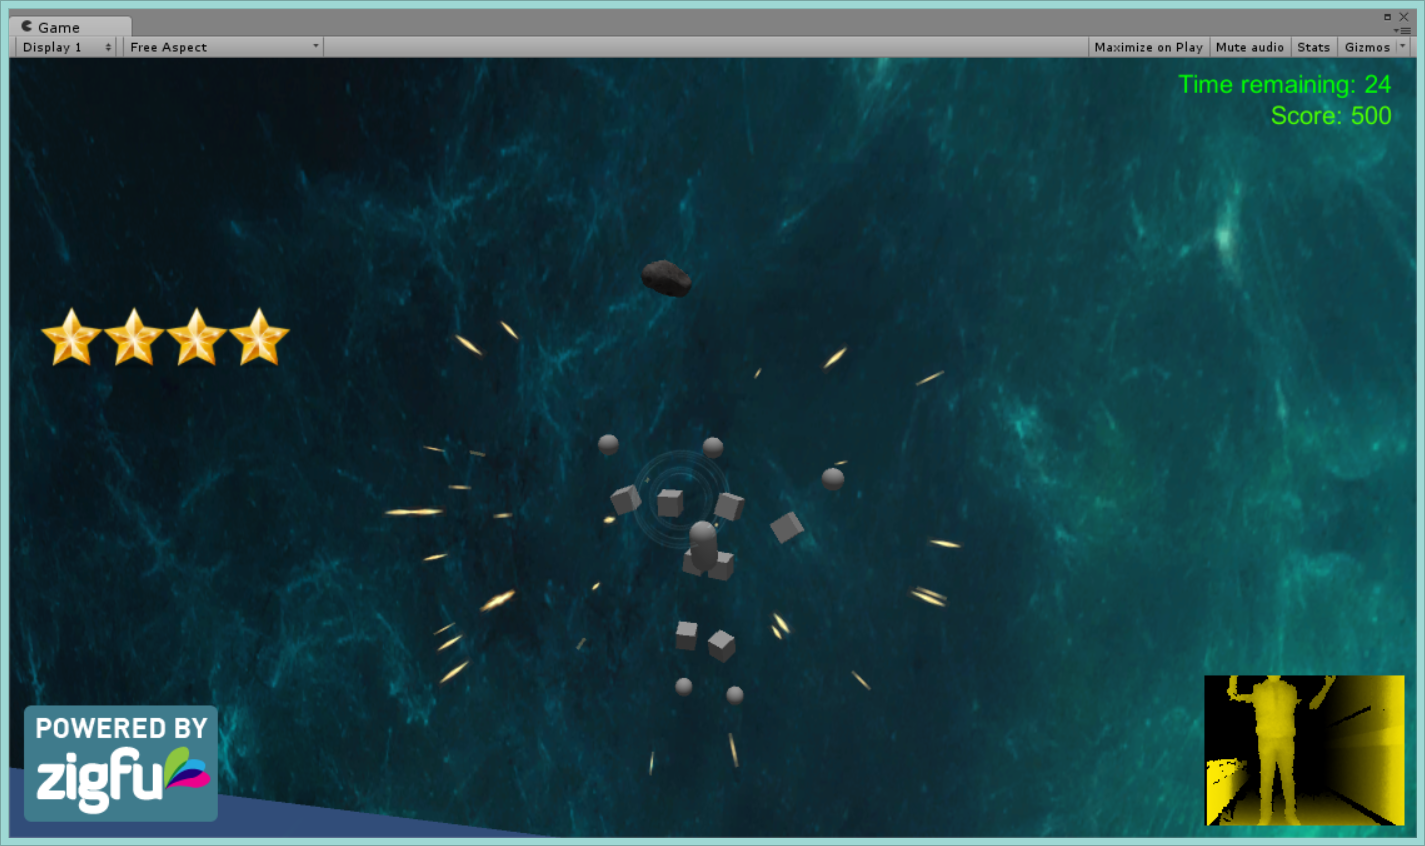 Game
Display 1
Free Aspect
Maximize on Play
Mute audio
Stats
Gizmos
Time remaining: 24
Score: 500
POWERED BY
zigfu